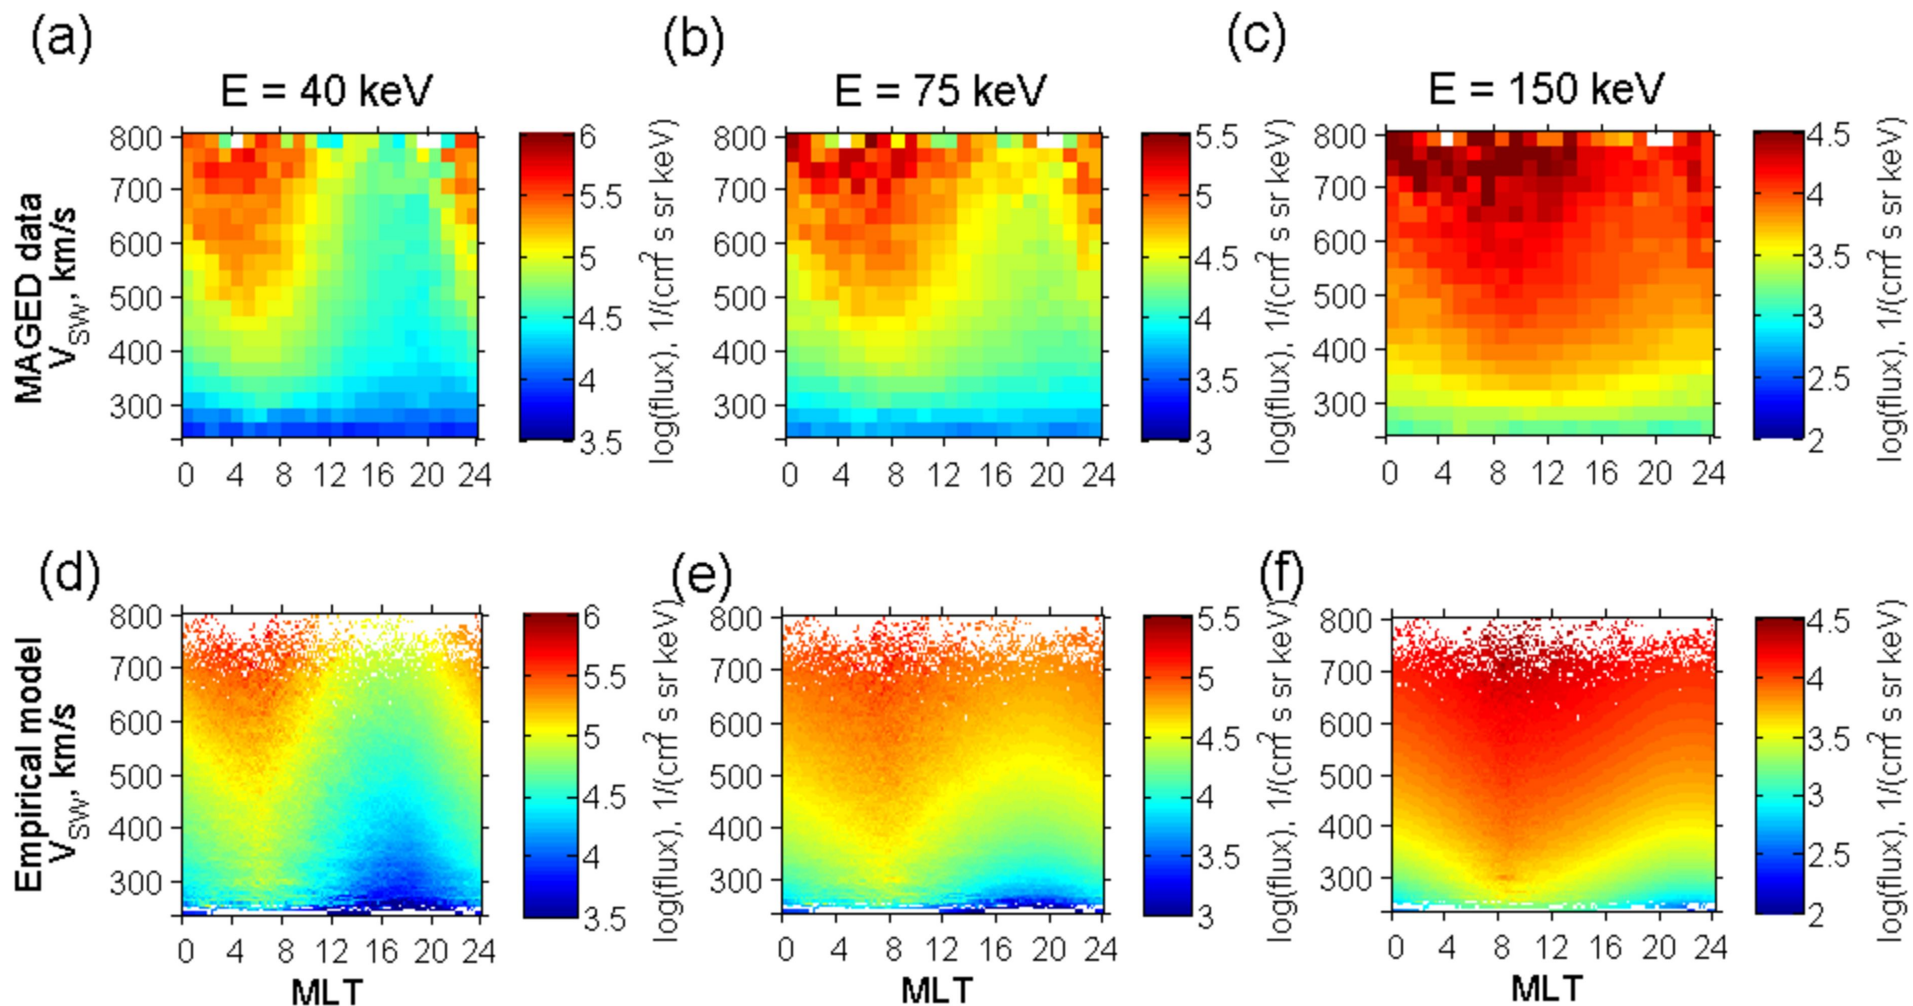 (a)
(b)
(c)
E = 40 keV
E = 75 keV
E = 150 keV
MAGED data
V_SW, km/s
800
700
600
500
400
300
0 4 8 12 16 20 24
6
5.5
5
4.5
4
3.5
log(flux), 1/(cm² s sr keV)
800
700
600
500
400
300
0 4 8 12 16 20 24
5.5
5
4.5
4
3.5
3
log(flux), 1/(cm² s sr keV)
800
700
600
500
400
300
0 4 8 12 16 20 24
4.5
4
3.5
3
2.5
2
log(flux), 1/(cm² s sr keV)
(d)
(e)
(f)
Empirical model
V_SW, km/s
800
700
600
500
400
300
0 4 8 12 16 20 24
MLT
6
5.5
5
4.5
4
3.5
log(flux), 1/(cm² s sr keV)
800
700
600
500
400
300
0 4 8 12 16 20 24
MLT
5.5
5
4.5
4
3.5
3
log(flux), 1/(cm² s sr keV)
800
700
600
500
400
300
0 4 8 12 16 20 24
MLT
4.5
4
3.5
3
2.5
2
log(flux), 1/(cm² s sr keV)